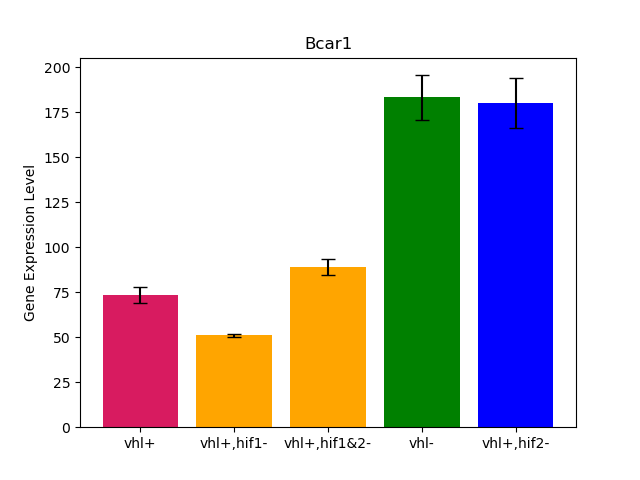 Bcar1
Gene Expression Level
200
175
150
125
100
75
50
25
0
vhl+
vhl+,hif1-
vhl+,hif1&2-
vhl-
vhl+,hif2-